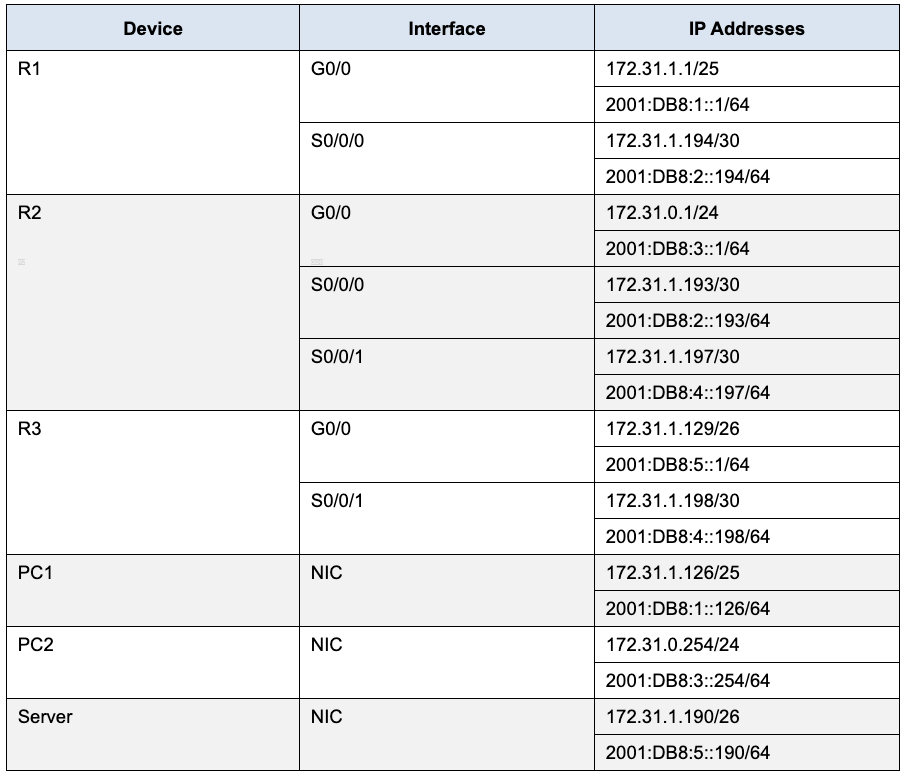 Device Interface IP Addresses
R1 G0/0 172.31.1.1/25
2001:DB8:1::1/64
S0/0/0 172.31.1.194/30
2001:DB8:2::194/64
R2 G0/0 172.31.0.1/24
2001:DB8:3::1/64
S0/0/0 172.31.1.193/30
2001:DB8:2::193/64
S0/0/1 172.31.1.197/30
2001:DB8:4::197/64
R3 G0/0 172.31.1.129/26
2001:DB8:5::1/64
S0/0/1 172.31.1.198/30
2001:DB8:4::198/64
PC1 NIC 172.31.1.126/25
2001:DB8:1::126/64
PC2 NIC 172.31.0.254/24
2001:DB8:3::254/64
Server NIC 172.31.1.190/26
2001:DB8:5::190/64